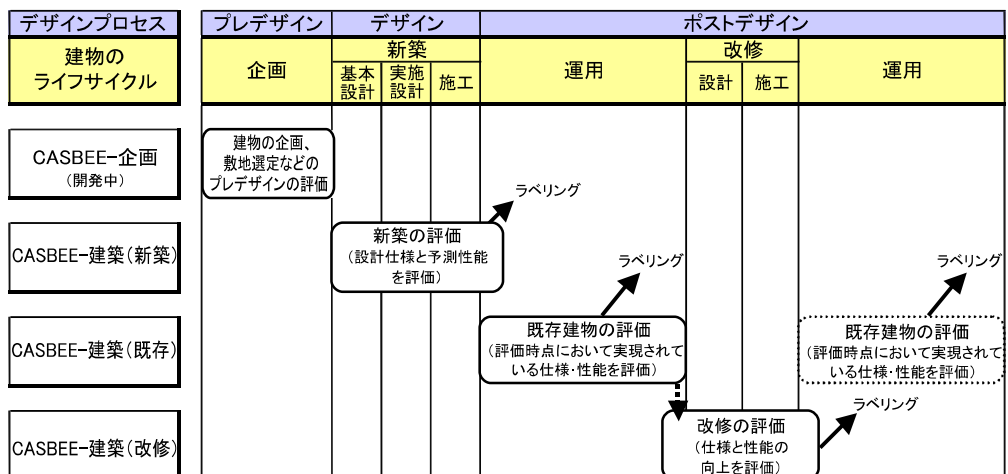 デザインプロセス
プレデザイン
デザイン
ポストデザイン
建物の
ライフサイクル
企画
新築
基本
設計
実施
設計
施工
運用
改修
設計
施工
運用
CASBEE-企画
(開発中)
建物の企画、
敷地選定などの
プレデザインの評価
ラベリング
CASBEE-建築(新築)
新築の評価
(設計仕様と予測性能
を評価)
ラベリング
ラベリング
CASBEE-建築(既存)
既存建物の評価
(評価時点において実現されて
いる仕様・性能を評価)
既存建物の評価
(評価時点において実現されて
いる仕様・性能を評価)
ラベリング
CASBEE-建築(改修)
改修の評価
(仕様と性能の
向上を評価)